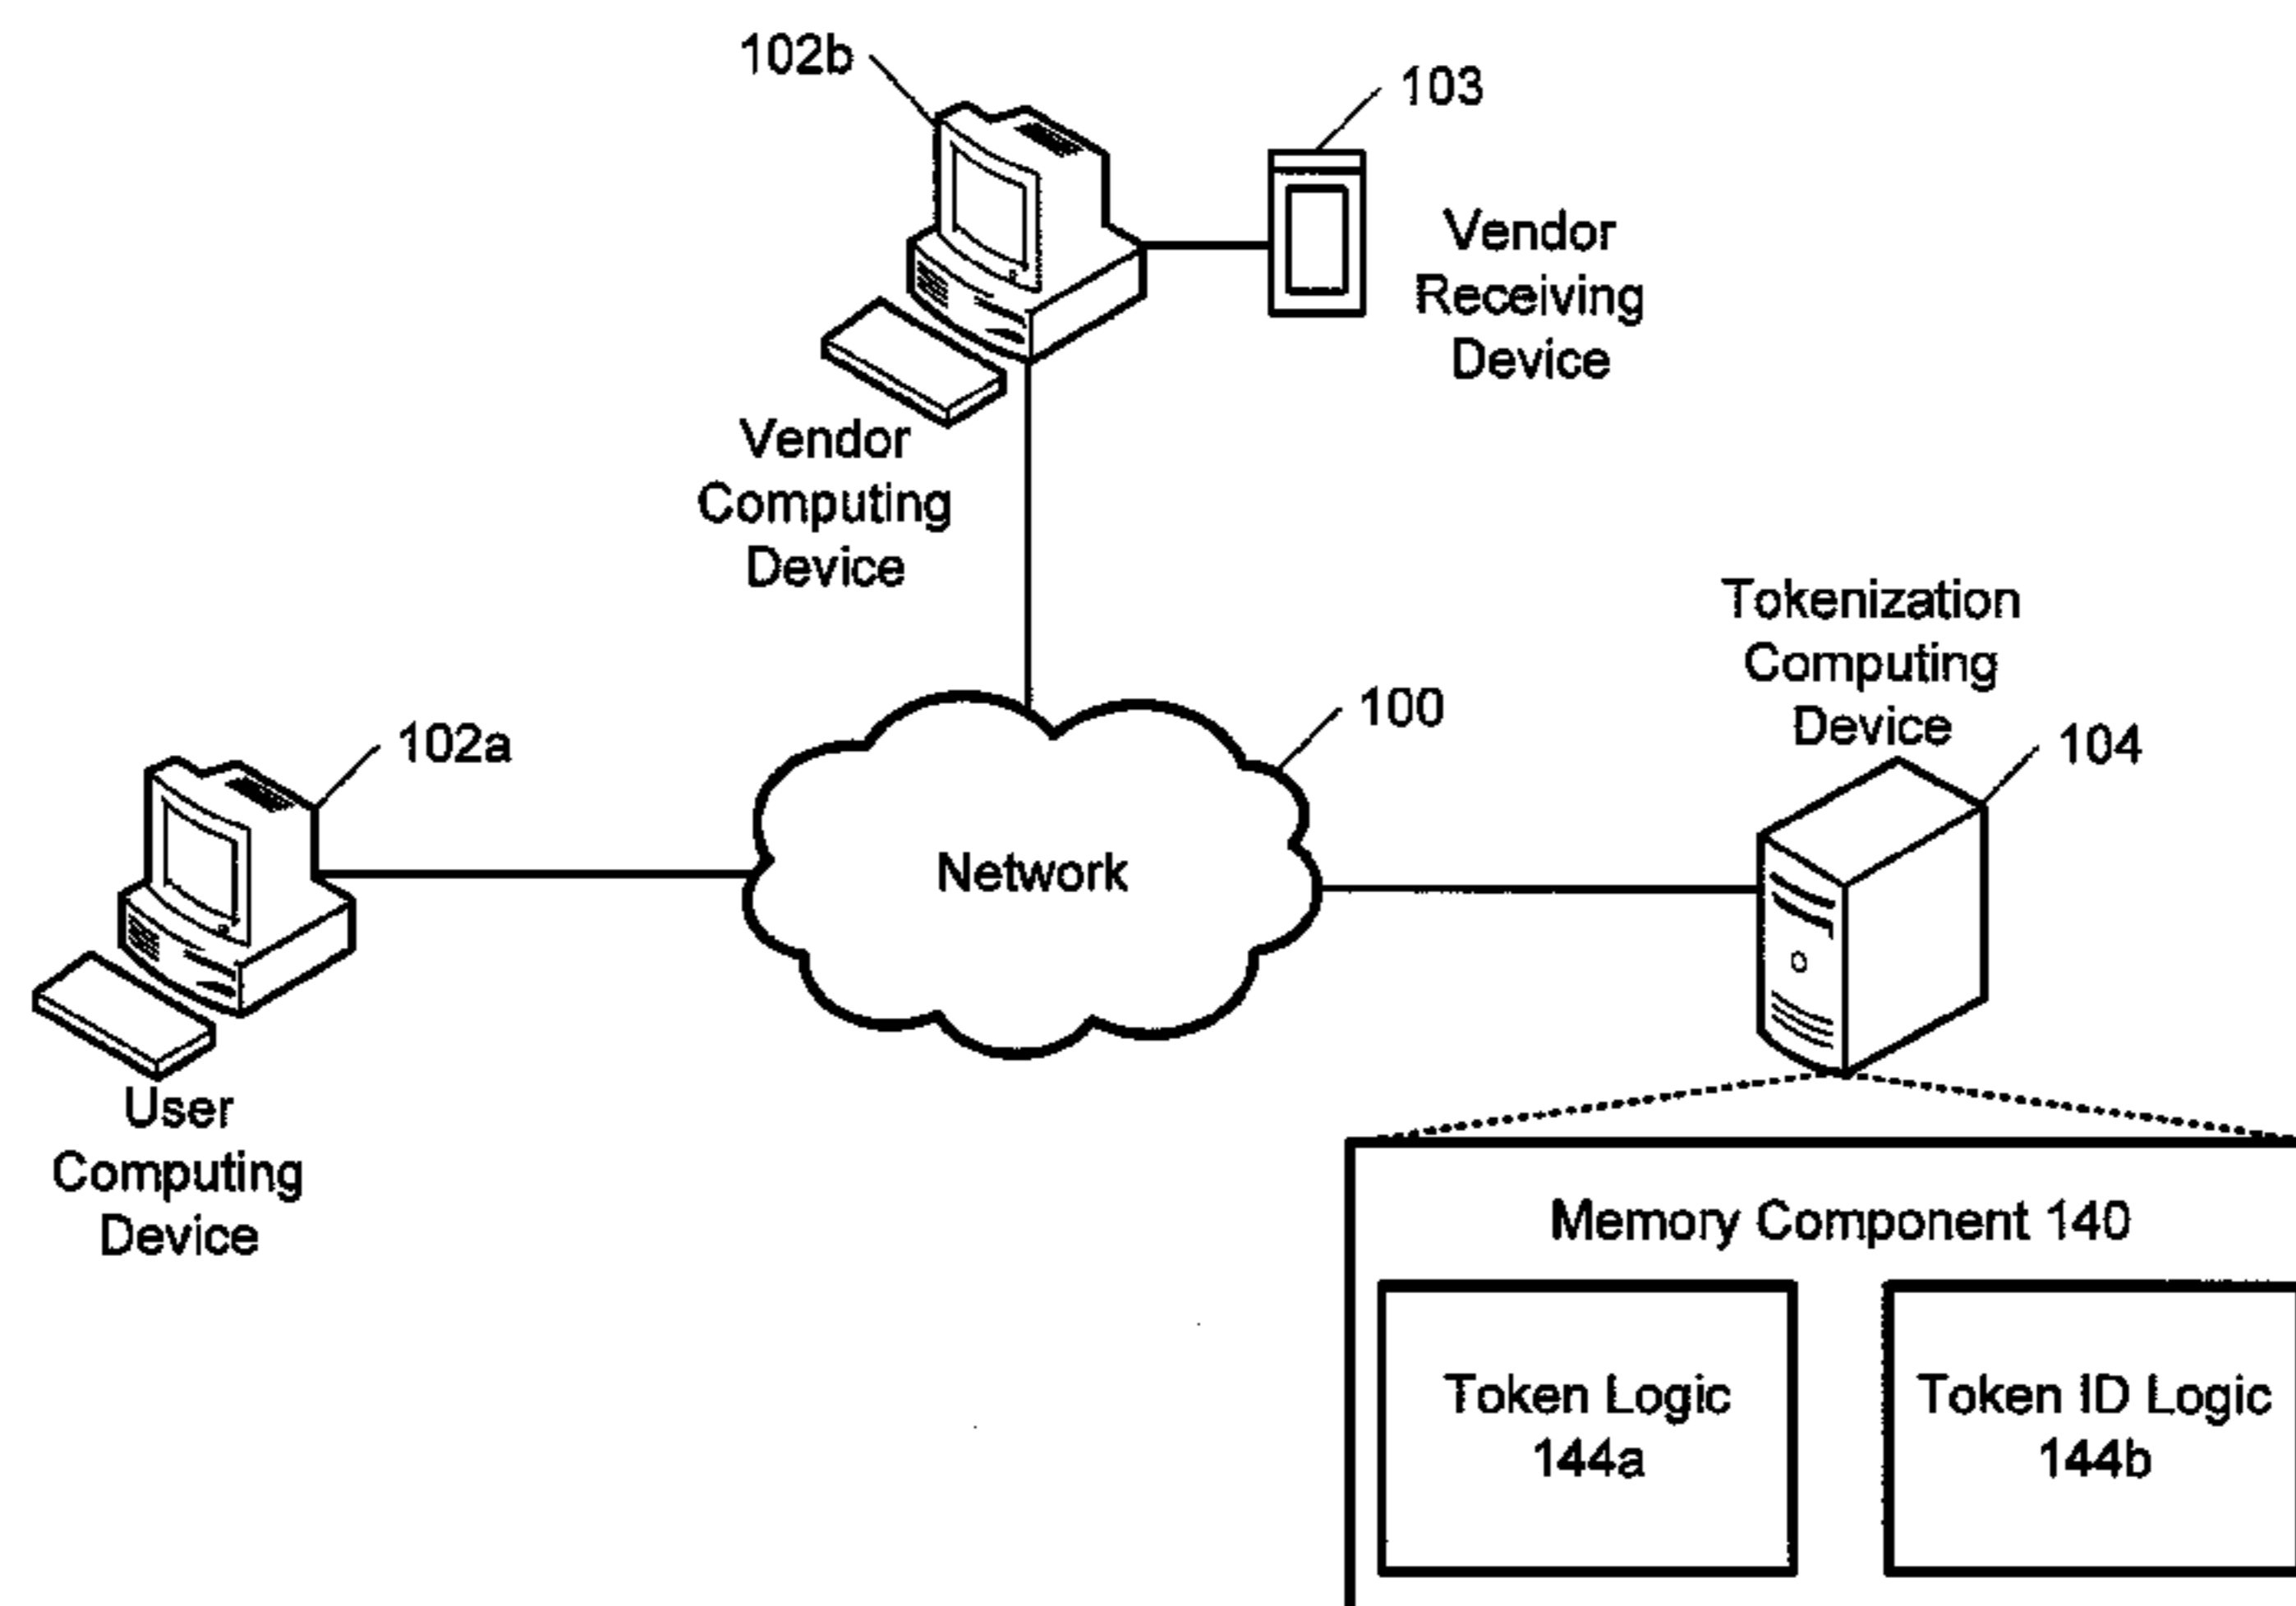 102b
103
Vendor
Receiving
Device
Vendor
Computing
Device
Tokenization
Computing
Device
104
100
102a
Network
User
Computing
Device
Memory Component 140
Token Logic
144a
Token ID Logic
144b